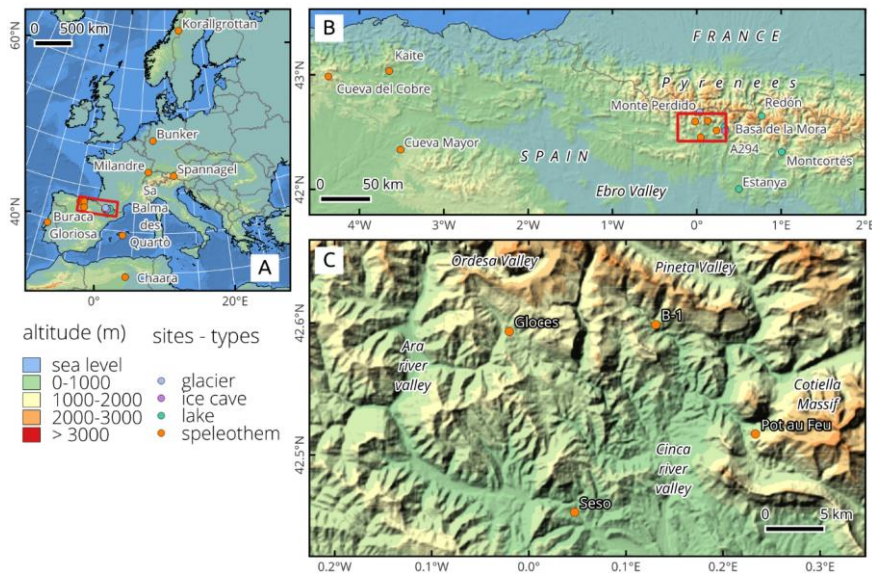 A
0 500 km
Korallgrottan
60°N
Bunker
Milandre
Spannagel
Sa
Balma
des
Quarto
40°N
Buraca
Gloriosa
Chaara
0°
20°E
altitude (m)
sea level
0-1000
1000-2000
2000-3000
> 3000
sites - types
glacier
ice cave
lake
speleothem
B
FRANCE
43°N
Kaite
Cueva del Cobre
Pyrenees
Monte Perdido
Redón
Cueva Mayor
Basa de la Mora
A294
SPAIN
Montcortés
0 50 km
42°N
Ebro Valley
Estanya
4°W
2°W
0°
1°E
2°E
C
Ordesa Valley
Pineta Valley
42.6°N
Gloces
B-1
Ara
river
valley
Cotiella
Massif
Pot au Feu
42.5°N
Cinca
river
valley
Seso
0 5 km
0.2°W
0.1°W
0.0°
0.1°E
0.2°E
0.3°E